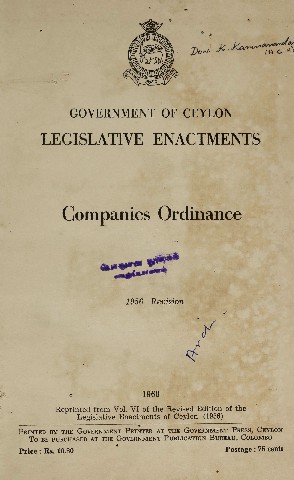 GOVERNMENT OF CEYLON
LEGISLATIVE ENACTMENTS
Companies Ordinance
1956 Revision
1960
Reprinted from Vol. VI of the Revised Edition of the
Legislative Enactments of Ceylon (1956)
PRINTED BY THE GOVERNMENT PRINTER AT THE GOVERNMENT PRESS, CEYLON
TO BE PURCHASED AT THE GOVERNMENT PUBLICATION BUREAU, COLOMBO
Price : Rs.
Postage : 75 cents